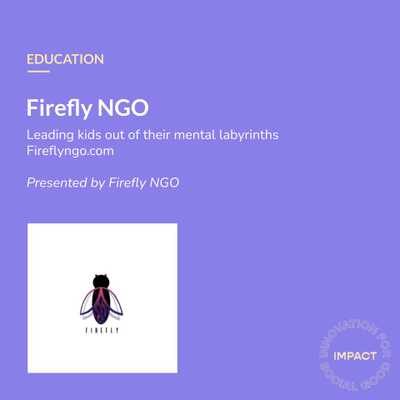 EDUCATION
Firefly NGO
Leading kids out of their mental labyrinths
Fireflyngo.com
Presented by Firefly NGO
FIREFLY
INNOVATION FOR
IMPACT
SOCIAL GOOD